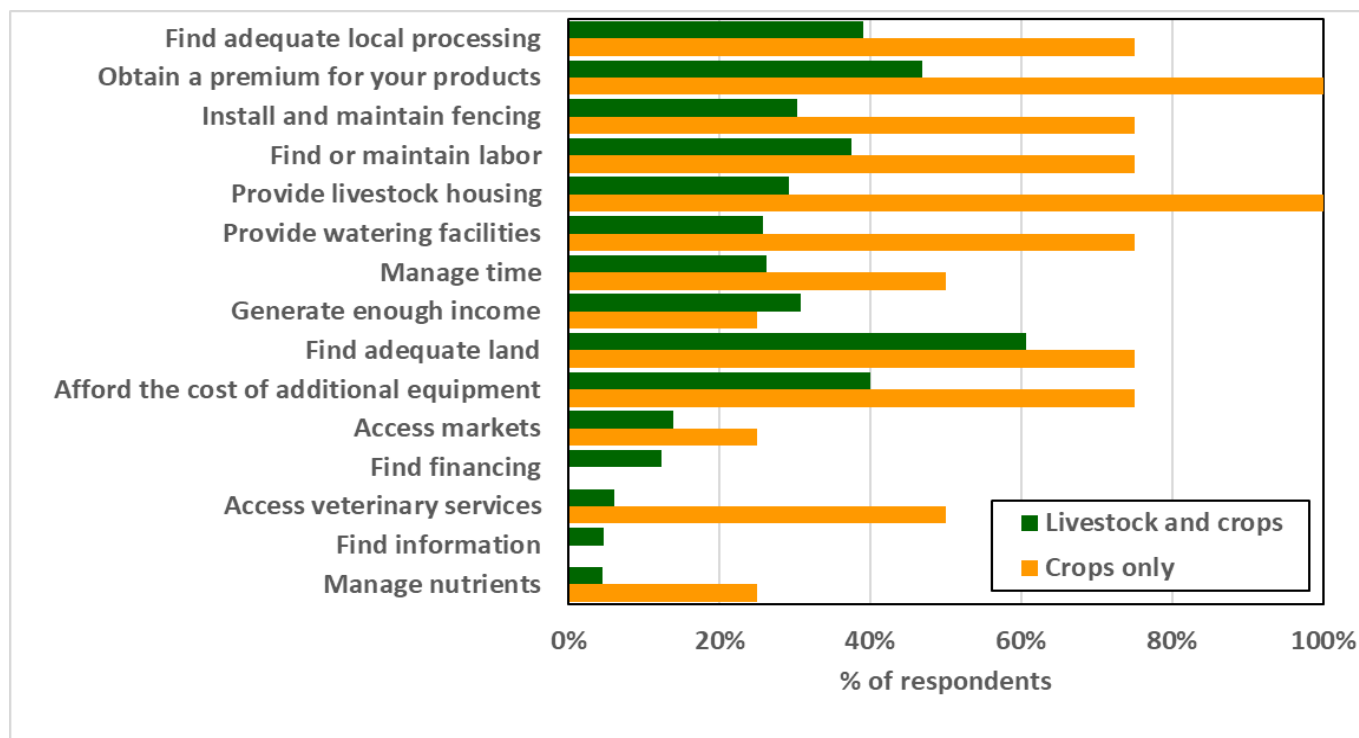 Find adequate local processing
Obtain a premium for your products
Install and maintain fencing
Find or maintain labor
Provide livestock housing
Provide watering facilities
Manage time
Generate enough income
Find adequate land
Afford the cost of additional equipment
Access markets
Find financing
Access veterinary services
Find information
Manage nutrients
Livestock and crops
Crops only
0% 20% 40% 60% 80% 100%
% of respondents